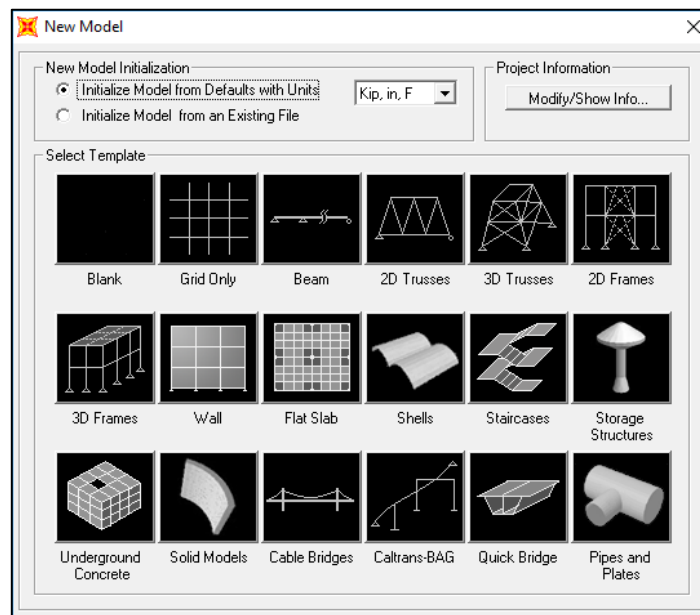 New Model
New Model Initialization
Initialize Model from Defaults with Units
Kip, in, F
Initialize Model from an Existing File
Project Information
Modify/Show Info...
Select Template
Blank
Grid Only
Beam
2D Trusses
3D Trusses
2D Frames
3D Frames
Wall
Flat Slab
Shells
Staircases
Storage
Structures
Underground
Concrete
Solid Models
Cable Bridges
Caltrans-BAG
Quick Bridge
Pipes and
Plates